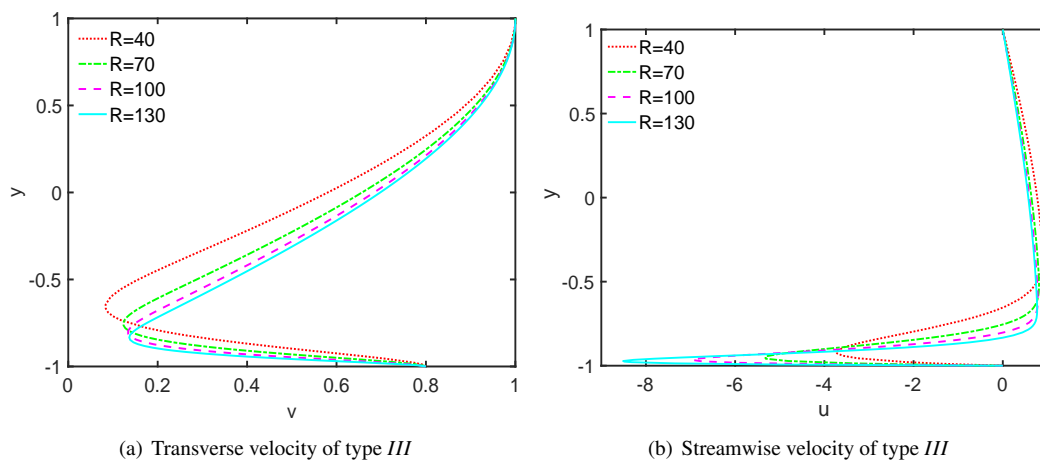 1
R=40
R=70
R=100
R=130
0.5
y
0
-0.5
-1
0 0.2 0.4 0.6 0.8 1
v
(a) Transverse velocity of type III
1
R=40
R=70
R=100
R=130
0.5
y
0
-0.5
-1
-8 -6 -4 -2 0
u
(b) Streamwise velocity of type III